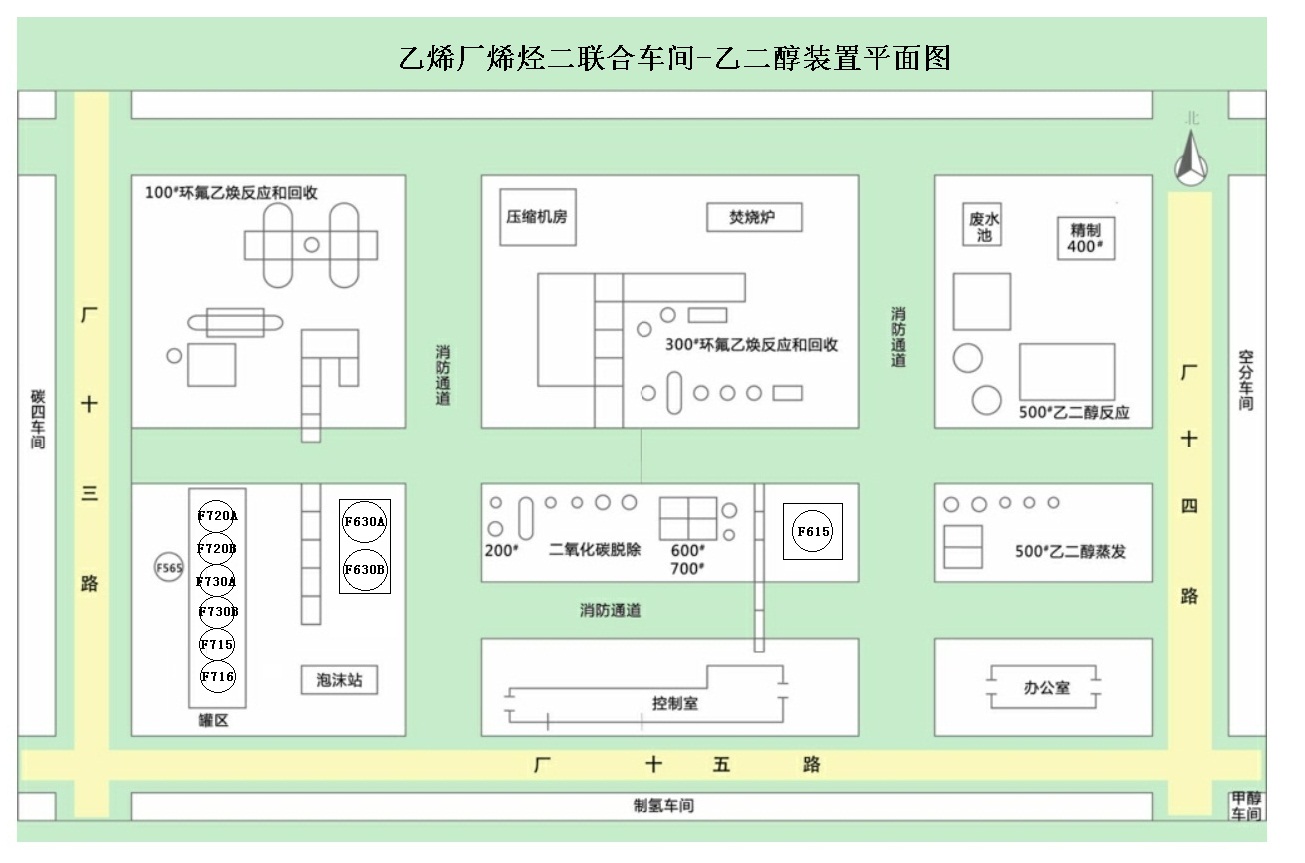 乙烯厂烯烃二联合车间-乙二醇装置平面图
北
100#环氟乙焕反应和回收
压缩机房
焚烧炉
废水
池
精制
400#
300#环氟乙焕反应和回收
500#乙二醇反应
消防通道
消防通道
厂十三路
厂十四路
碳四车间
空分车间
F720A
F720B
F730A
F730B
F715
F716
F565
F630A
F630B
罐区
泡沫站
200#
二氧化碳脱除
600#
700#
F615
500#乙二醇蒸发
消防通道
控制室
办公室
厂十五路
制氢车间
甲醇
车间